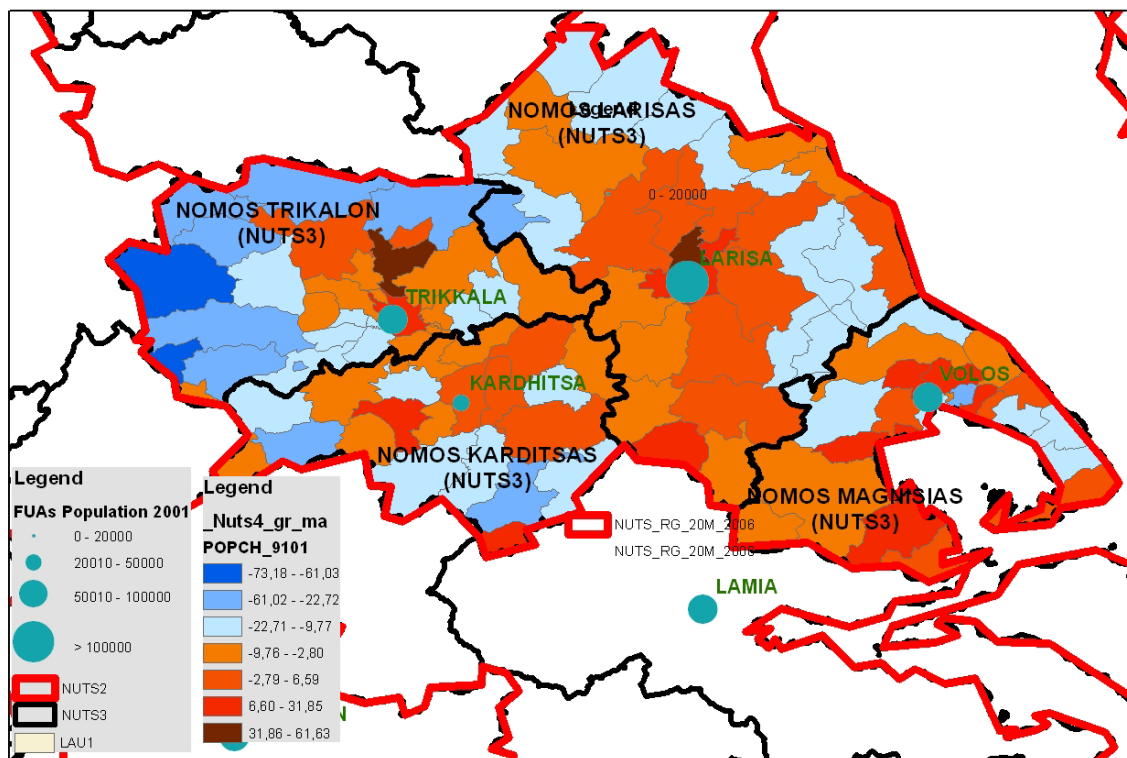 NOMOS LARISAS
Legend
(NUTS3)
0 - 20000
NOMOS TRIKALON
(NUTS3)
LARISA
TRIKKALA
VOLOS
KARDHITSA
NOMOS KARDITSAS
(NUTS3)
NOMOS MAGNISIAS
(NUTS3)
NUTS_RG_20M_2006
NUTS_RG_20M_2006
LAMIA
N
Legend
FUAs Population 2001
0 - 20000
20010 - 50000
50010 - 100000
> 100000
NUTS2
NUTS3
LAU1
Legend
_Nuts4_gr_ma
POPCH_9101
-73,18 - -61,03
-61,02 - -22,72
-22,71 - -9,77
-9,76 - -2,80
-2,79 - 6,59
6,60 - 31,85
31,86 - 61,63